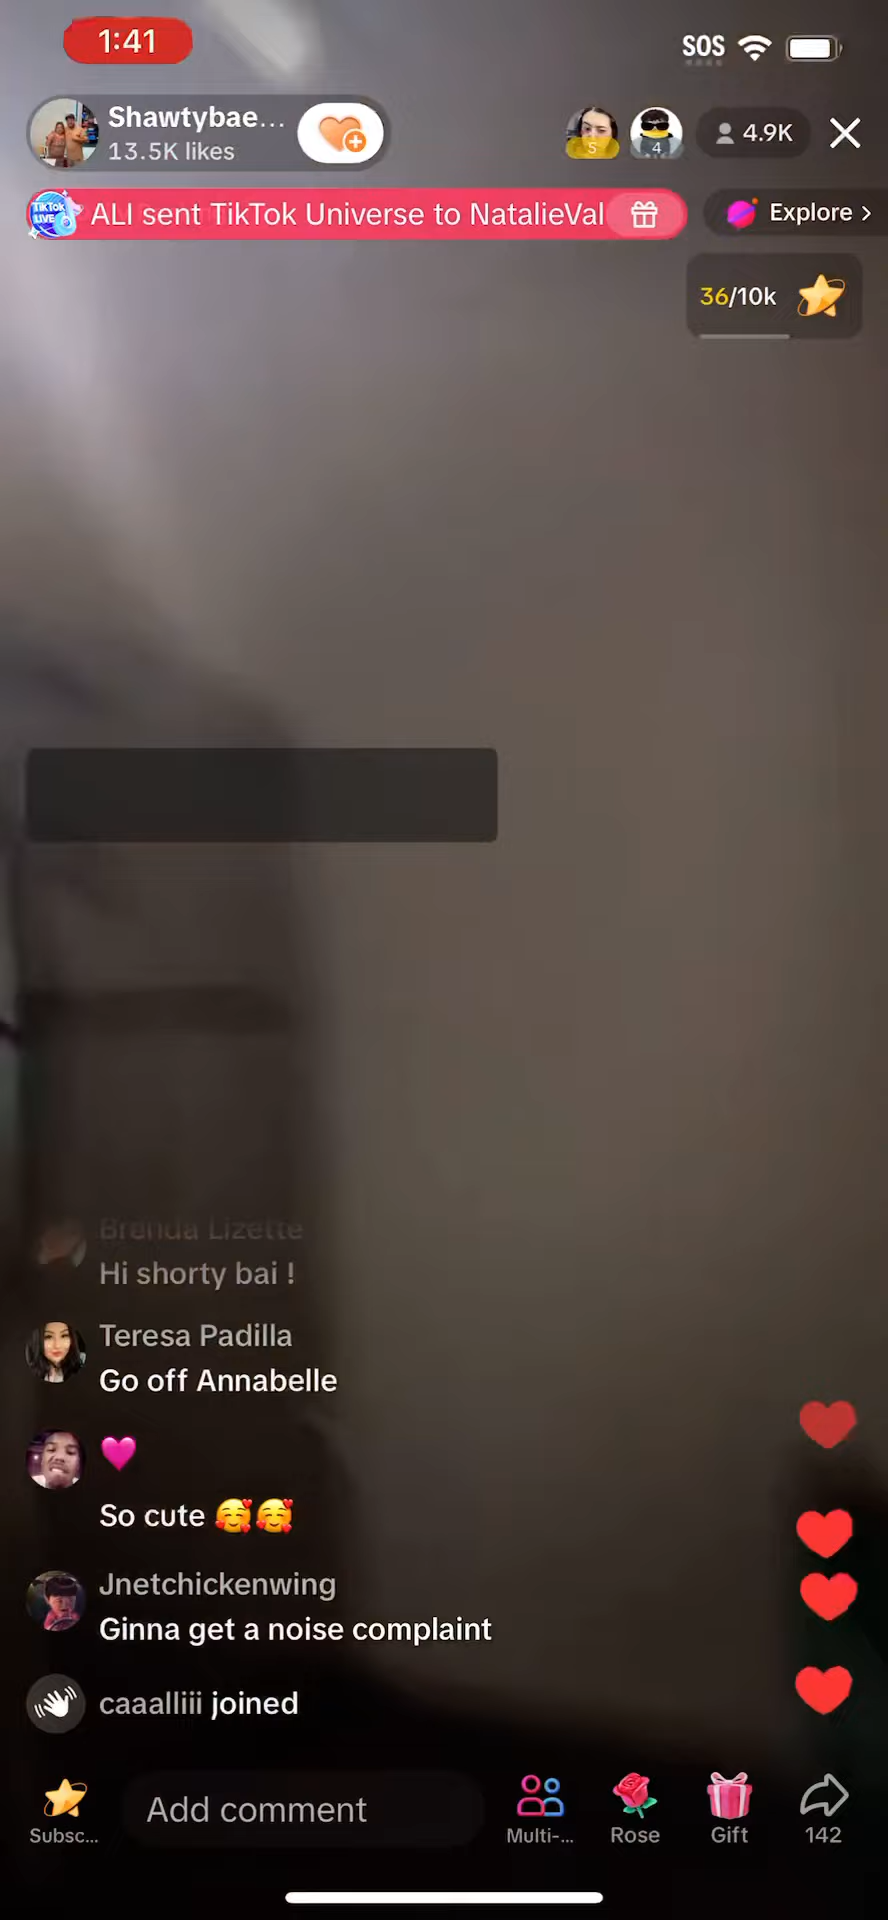 1:41
SOS
Shawtybae...
13.5K likes
5
4
4.9K
TikTok
LIVE
ALI sent TikTok Universe to NatalieVal
Explore >
36/10k
Brenda Lizette
Hi shorty bai !
Teresa Padilla
Go off Annabelle
🩷
So cute 🥰🥰
Jnetchickenwing
Ginna get a noise complaint
caaalliii joined
Add comment
Subsc...
Multi-...
Rose
Gift
142